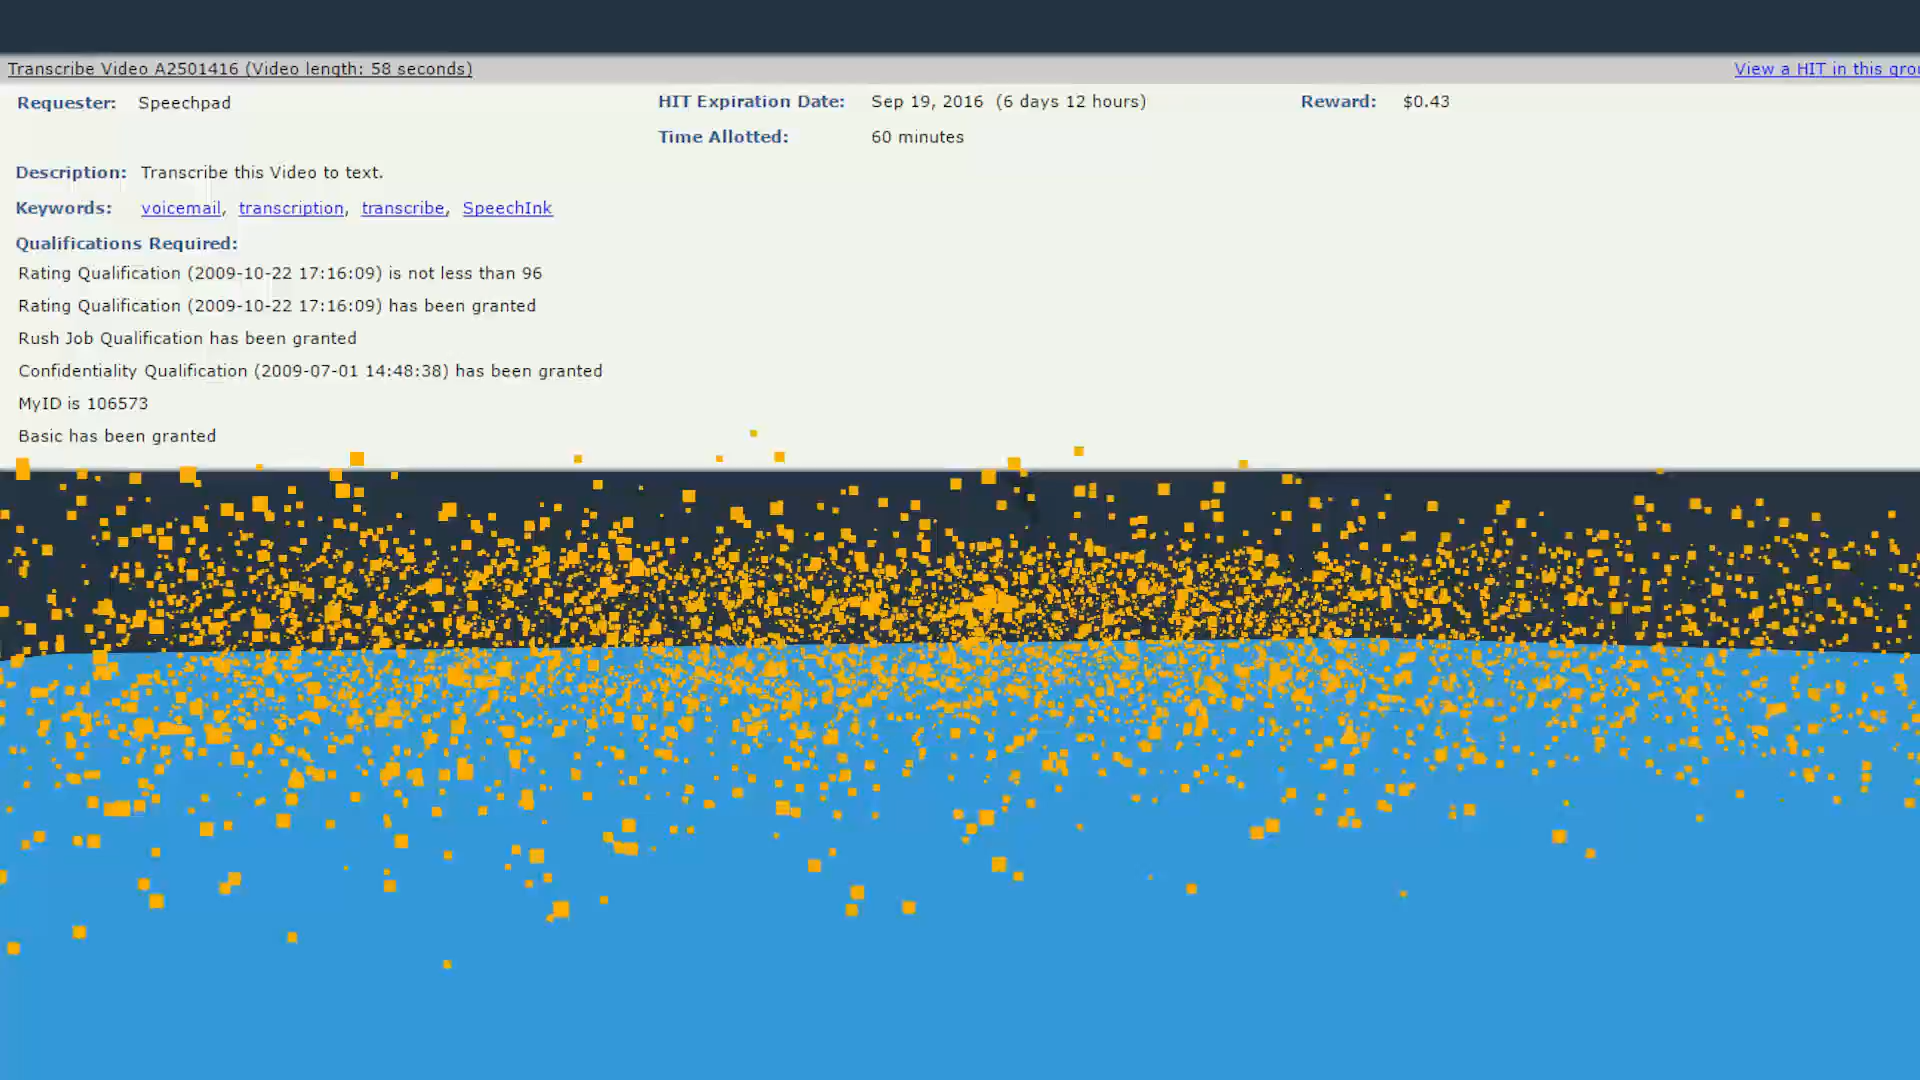 Transcribe Video A2501416 (Video length: 58 seconds) View a HIT in this
Requester: Speechpad HIT Expiration Date: Sep 19, 2016 (6 days 12 hours) Reward: $0.43
Time Allotted: 60 minutes
Description: Transcribe this Video to text.
Keywords: voicemail, transcription, transcribe, SpeechInk
Qualifications Required:
Rating Qualification (2009-10-22 17:16:09) is not less than 96
Rating Qualification (2009-10-22 17:16:09) has been granted
Rush Job Qualification has been granted
Confidentiality Qualification (2009-07-01 14:48:38) has been granted
MyID is 106573
Basic has been granted